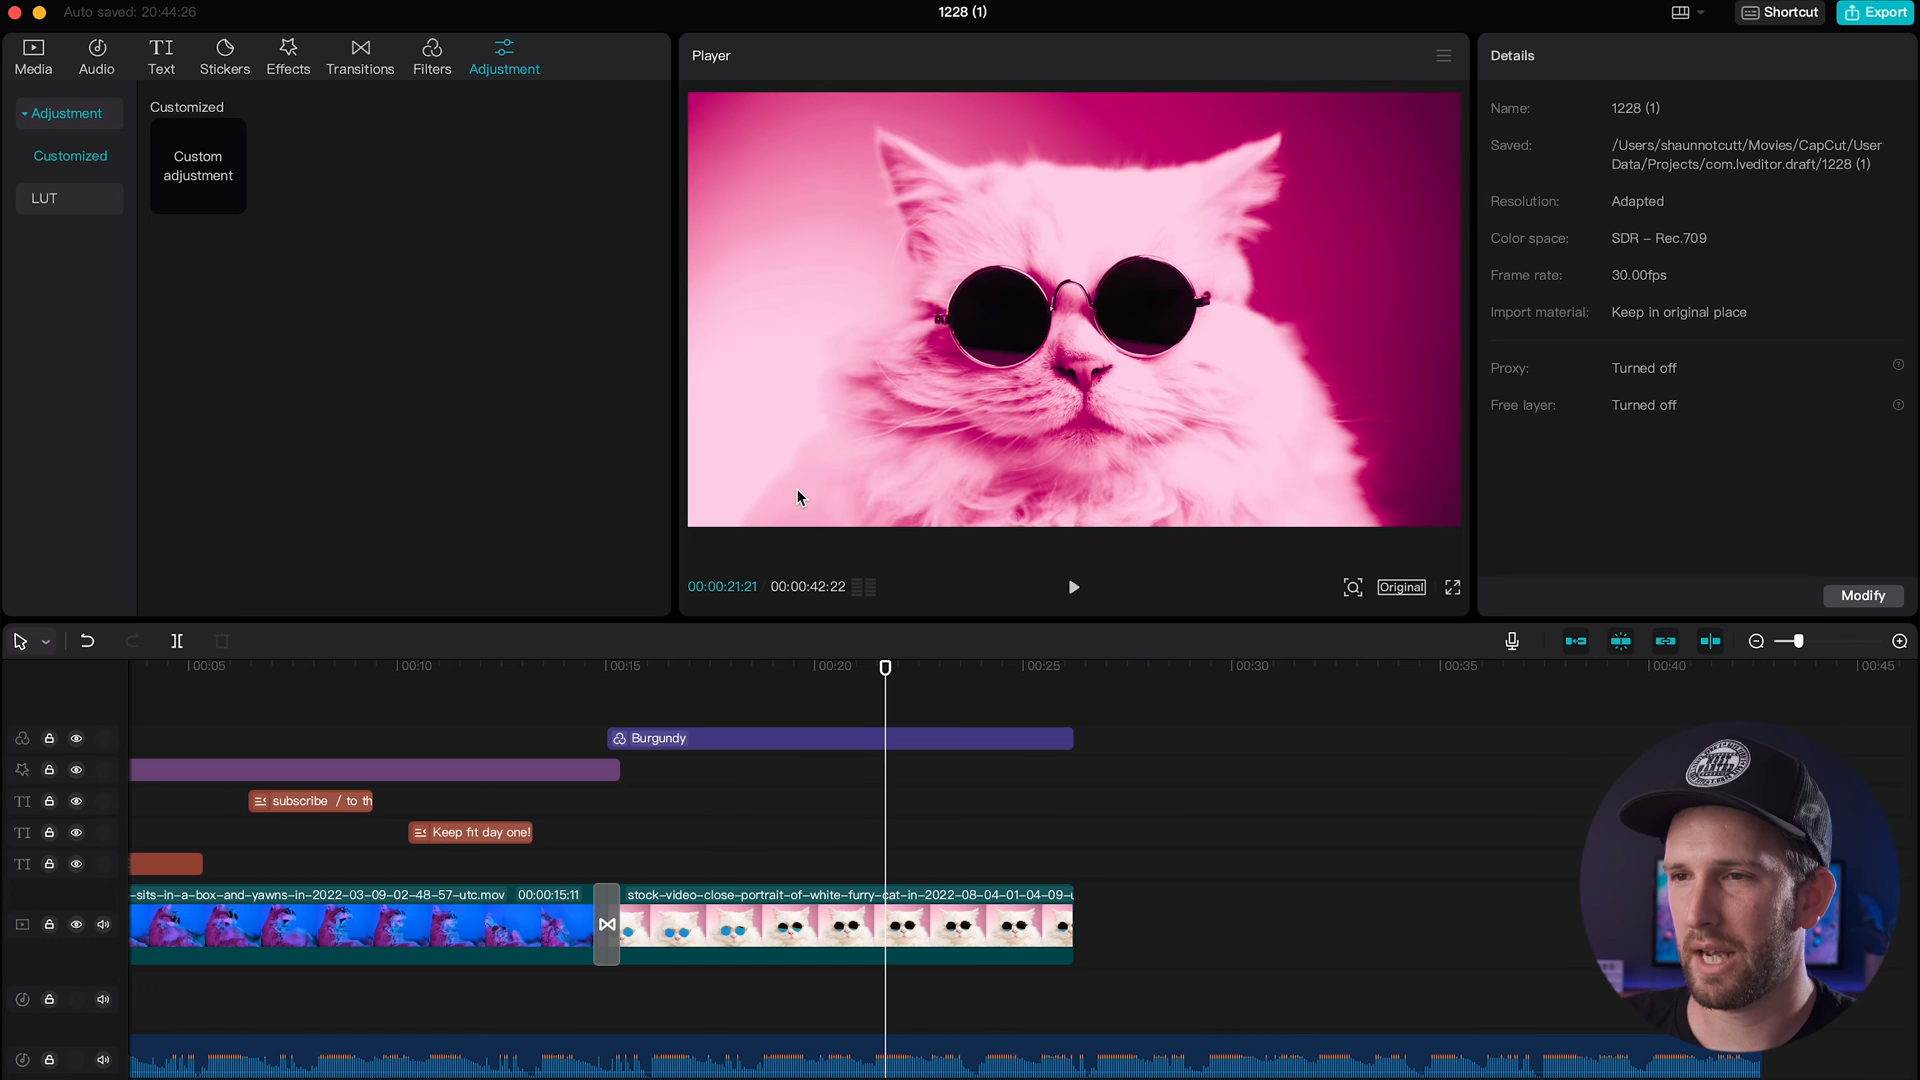 Auto saved: 20:44:26
1228 (1)
Shortcut
Export
Media
Audio
TI
Text
Stickers
Effects
Transitions
Filters
Adjustment
Player
Details
Adjustment
Customized
LUT
Customized
Custom
adjustment
Name: 1228 (1)
Saved: /Users/shaunnotcutt/Movies/CapCut/User
Data/Projects/com.lveditor.draft/1228 (1)
Resolution: Adapted
Color space: SDR – Rec.709
Frame rate: 30.00fps
Import material: Keep in original place
Proxy: Turned off
Free layer: Turned off
Modify
00:00:21:21 / 00:00:42:22
Original
00:05
00:10
00:15
00:20
00:25
00:30
00:35
00:40
00:45
Burgundy
TI
subscribe / to th
TI
Keep fit day one!
TI
-sits-in-a-box-and-yawns-in-2022-03-09-02-48-57-utc.mov 00:00:15:11
stock-video-close-portrait-of-white-furry-cat-in-2022-08-04-01-04-09-u